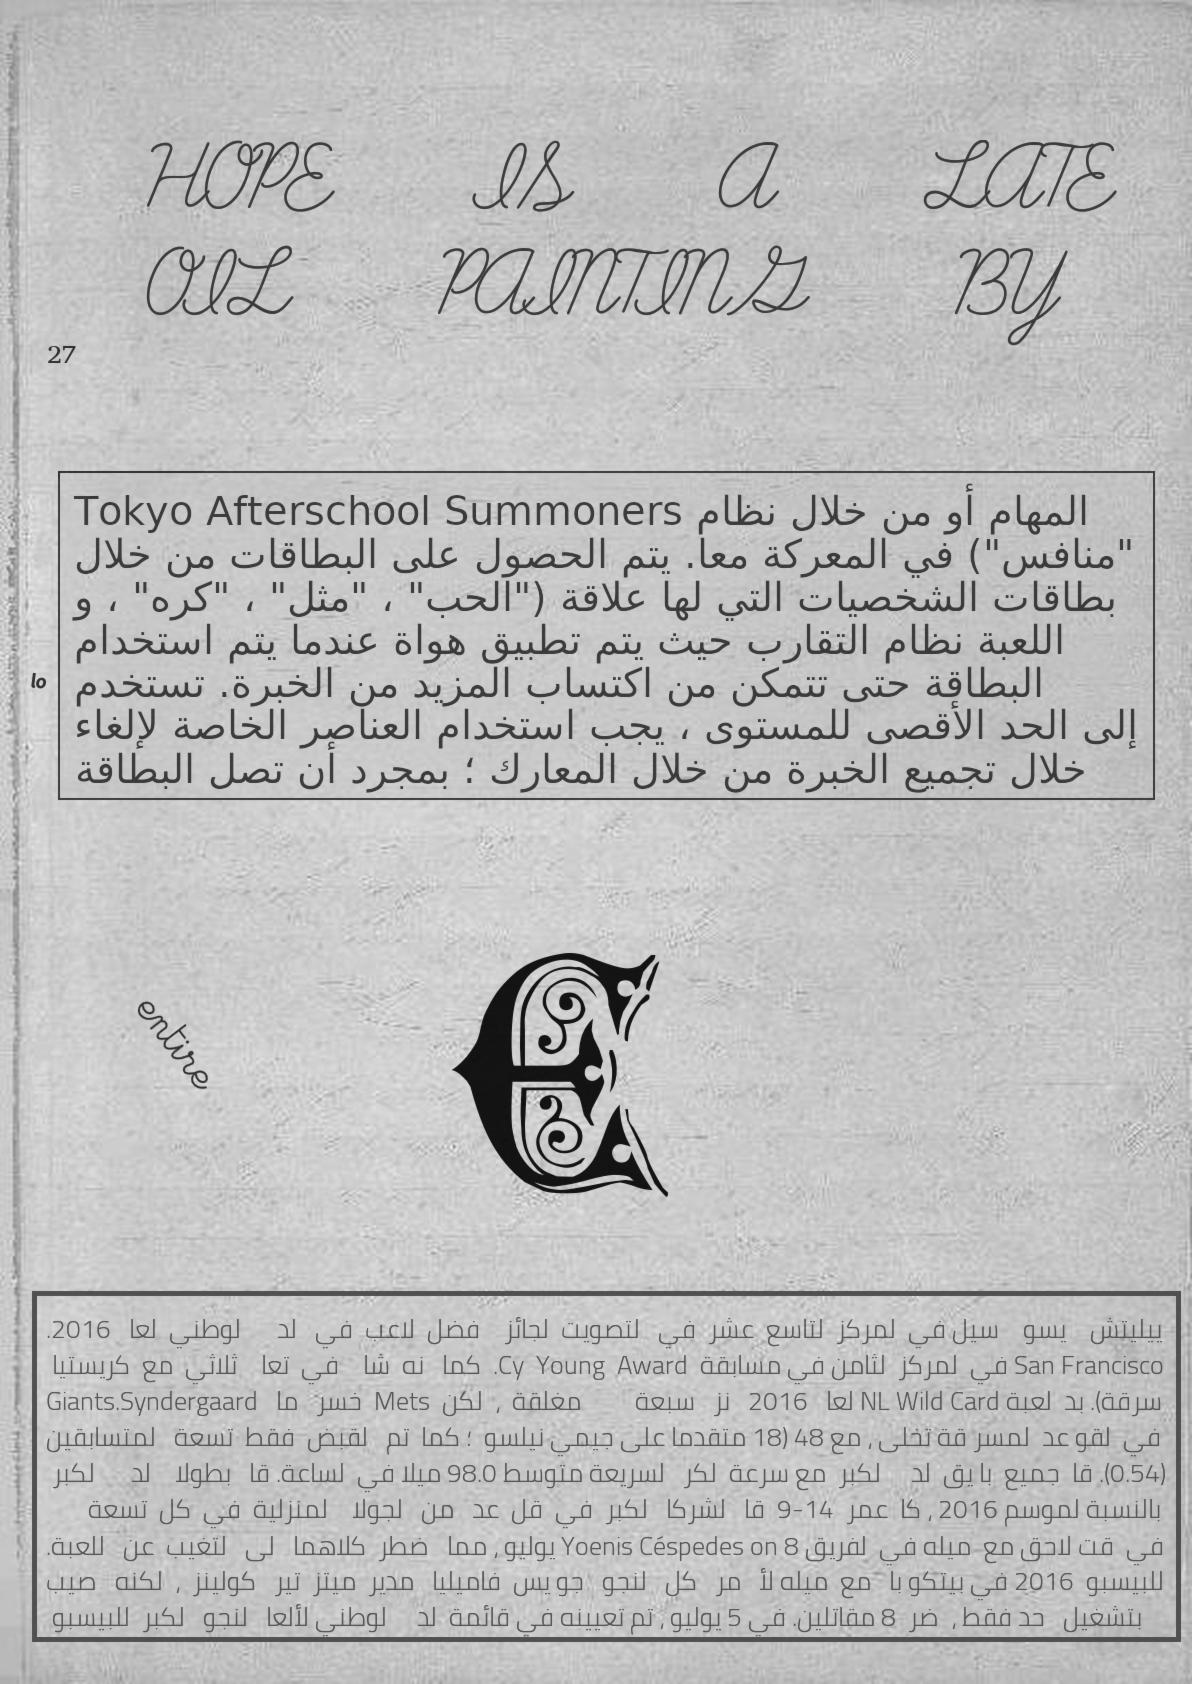 HOPE IS A LATE
OIL PAINTING BY
27
المهام أو من خلال نظام Tokyo Afterschool Summoners
"منافس") في المعركة معا. يتم الحصول على البطاقات من خلال
بطاقات الشخصيات التي لها علاقة ("الحب" ، "مثل" ، "كره" ، و
اللعبة نظام التقارب حيث يتم تطبيق هواة عندما يتم استخدام
البطاقة حتى تتمكن من اكتساب المزيد من الخبرة. تستخدم
lo
إلى الحد الأقصى للمستوى ، يجب استخدام العناصر الخاصة لإلغاء
خلال تجميع الخبرة من خلال المعارك ؛ بمجرد أن تصل البطاقة
entire
E
ييليتش يسو سيل في لمركز لتاسع عشر في لتصويت لجائز فضل لاعب في لد لوطني لعا 2016.
San Francisco في لمركز لثامن في مسابقة Cy Young Award. كما نه شا في تعا ثلاثي مع كريستيا
سرقة). بد لعبة NL Wild Card لعا 2016 نز سبعة مغلقة ، لكن Mets خسر ما Giants.Syndergaard
في لقو عد لمسر قة تخلى ، مع 48 (18 متقدما على جيمي نيلسو ؛ كما تم لقبض فقط تسعة لمتسابقين
(0.54). قا جميع با يق لد لكبر مع سرعة لكر لسريعة متوسط 98.0 ميلا في لساعة. قا بطولا لد لكبر
بالنسبة لموسم 2016 ، كا عمر 14-9 قا لشركا لكبر في قل عد من لجولا لمنزلية في كل تسعة
في قت لاحق مع ميله في لفريق Yoenis Céspedes on 8 يوليو ، مما ضطر كلاهما لى لتغيب عن للعبة.
للبيسبو 2016 في بيتكو با مع ميله لأ مر كل لنجو جو يس فاميليا مدير ميتز تير كولينز ، لكنه صيب
بتشغيل حد فقط ، ضر 8 مقاتلين. في 5 يوليو ، تم تعيينه في قائمة لد لوطني لألعا لنجو لكبر للبيسبو